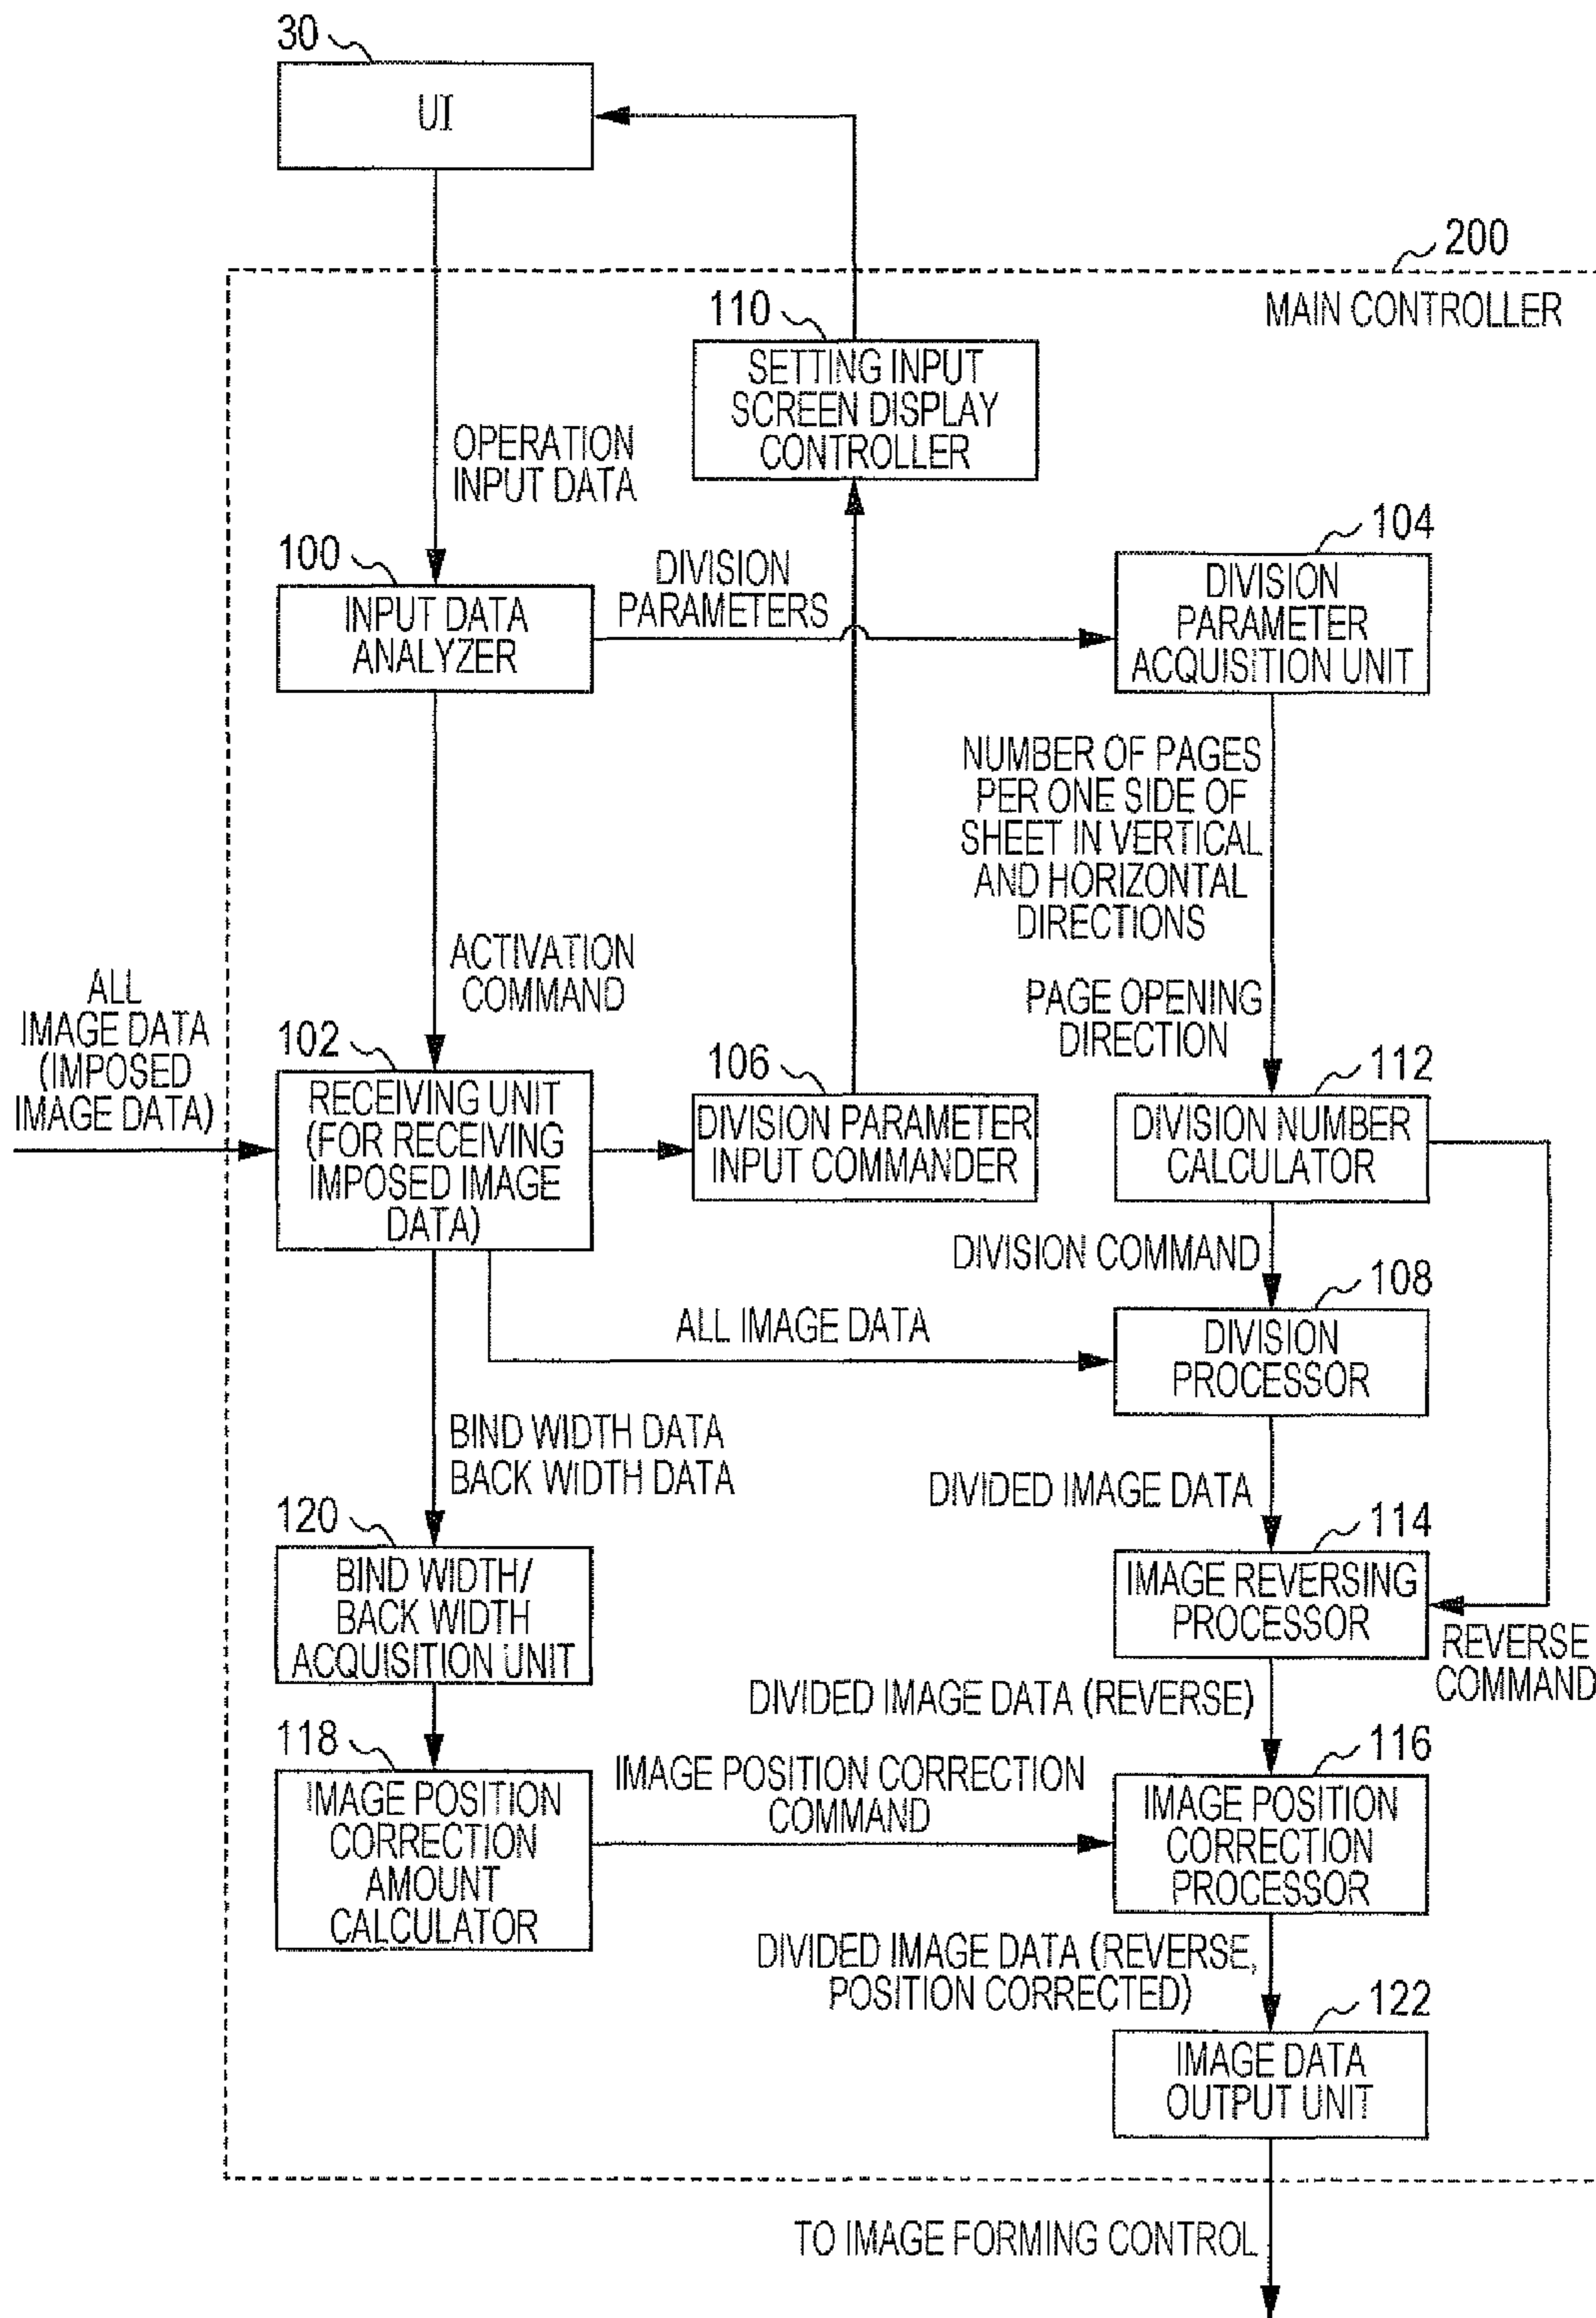 30
UI
200
MAIN CONTROLLER
110
SETTING INPUT
SCREEN DISPLAY
CONTROLLER
OPERATION
INPUT DATA
100
INPUT DATA
ANALYZER
DIVISION
PARAMETERS
104
DIVISION
PARAMETER
ACQUISITION UNIT
NUMBER OF PAGES
PER ONE SIDE OF
SHEET IN VERTICAL
AND HORIZONTAL
DIRECTIONS
PAGE OPENING
DIRECTION
ACTIVATION
COMMAND
ALL
IMAGE DATA
(IMPOSED
IMAGE DATA)
102
RECEIVING UNIT
(FOR RECEIVING
IMPOSED IMAGE
DATA)
106
DIVISION PARAMETER
INPUT COMMANDER
112
DIVISION NUMBER
CALCULATOR
DIVISION COMMAND
108
DIVISION
PROCESSOR
ALL IMAGE DATA
BIND WIDTH DATA
BACK WIDTH DATA
DIVIDED IMAGE DATA
120
BIND WIDTH/
BACK WIDTH
ACQUISITION UNIT
114
IMAGE REVERSING
PROCESSOR
REVERSE
COMMAND
DIVIDED IMAGE DATA (REVERSE)
118
IMAGE POSITION
CORRECTION
AMOUNT
CALCULATOR
IMAGE POSITION CORRECTION
COMMAND
116
IMAGE POSITION
CORRECTION
PROCESSOR
DIVIDED IMAGE DATA (REVERSE,
POSITION CORRECTED)
122
IMAGE DATA
OUTPUT UNIT
TO IMAGE FORMING CONTROL